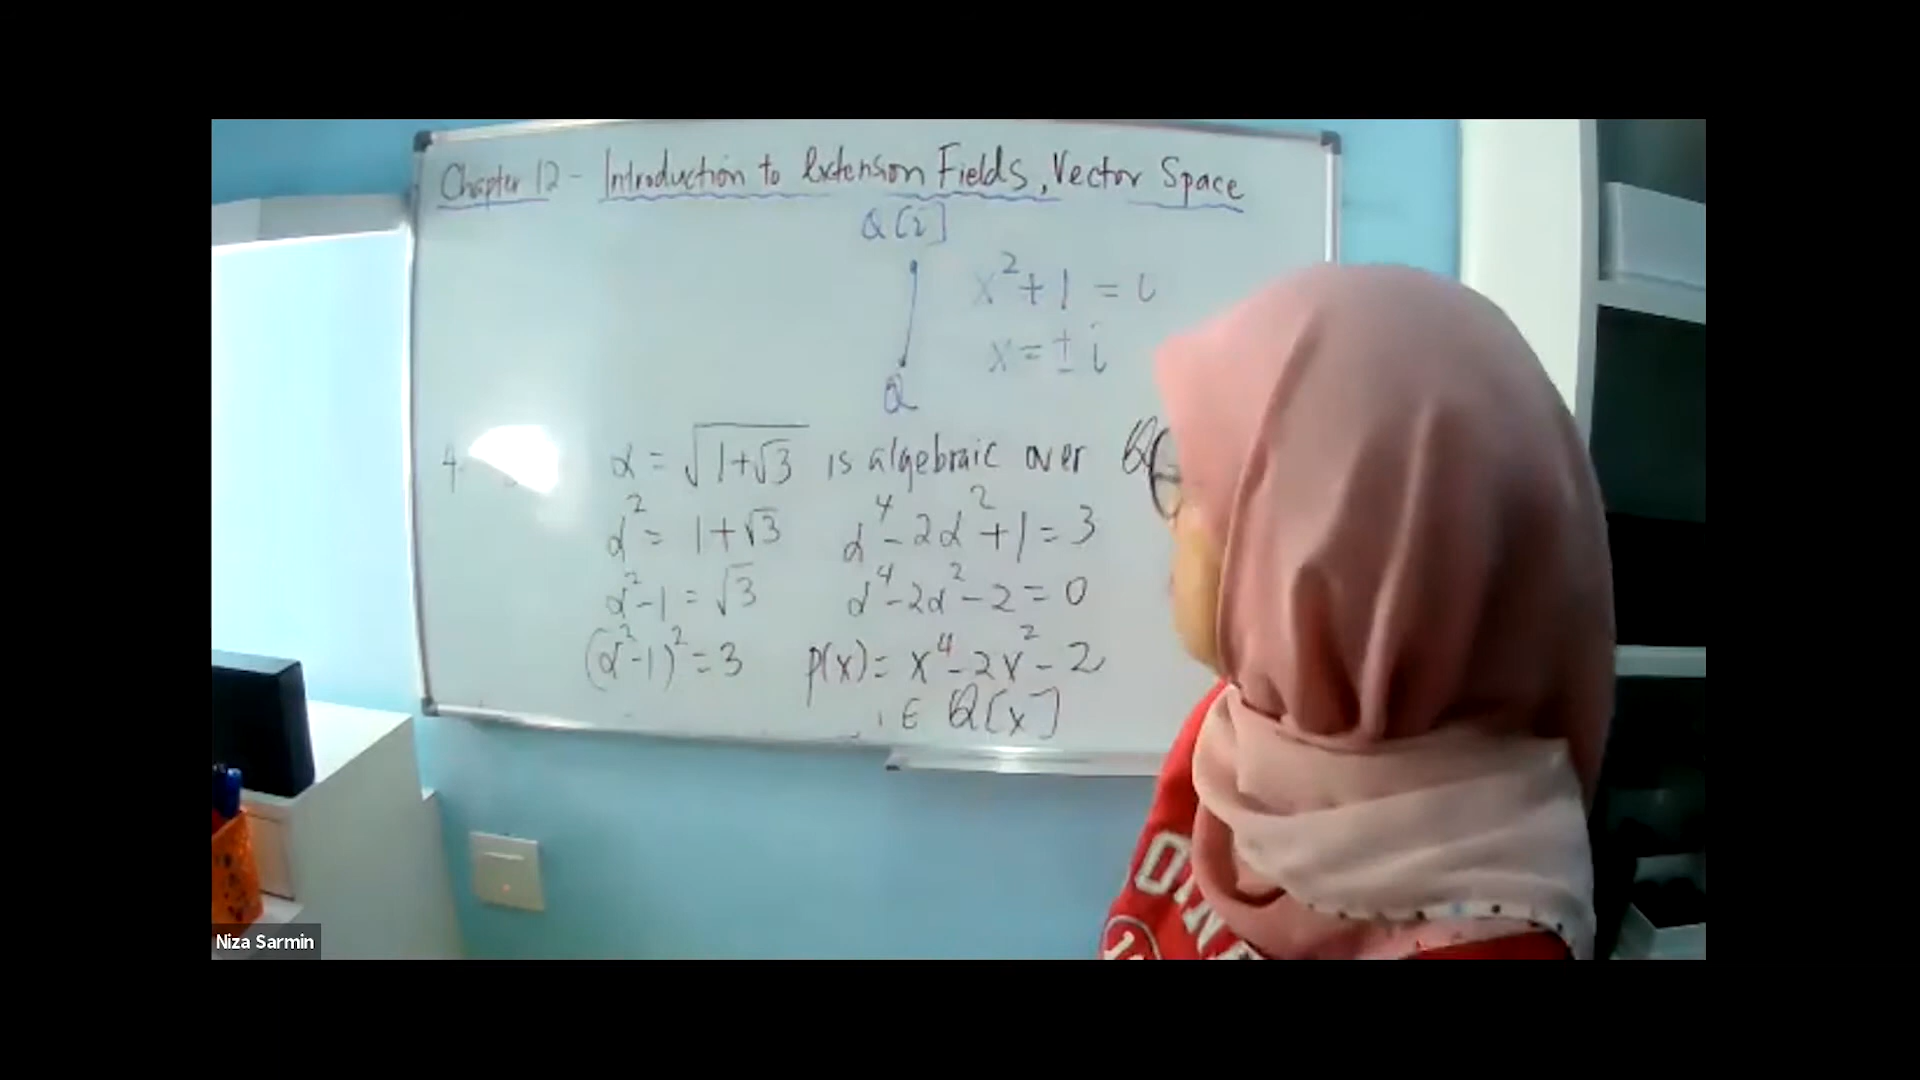 Chapter 12 - Introduction to Extension Fields, Vector Space
Q[i]
x² + 1 = 0
x = ± i
Q
4.
α = √(1+√3) is algebraic over Q
α² = 1+√3
α⁴ - 2α² + 1 = 3
α² - 1 = √3
α⁴ - 2α² - 2 = 0
(α² - 1)² = 3
p(x) = x⁴ - 2x² - 2
∈ Q[x]
Niza Sarmin